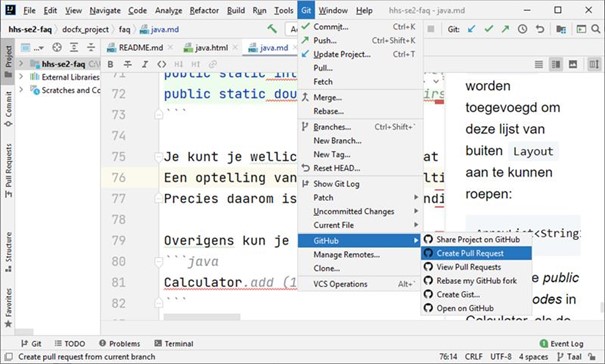 File Edit View Navigate Code Refactor Build Run Tools Git Window Help hhs-se2-faq - java.md
hhs-se2-faq docfx_project faq java.md Git:
README.md java.html java.md
Project
Commit
Pull Requests
Structure
Favorites
hhs-se2-faq
External Libraries
Scratches and Co
71 public static int
72 public static dou
73 ```
74
75 Je kunt je wellic
76 Een optelling van
77 Precies daarom is
78
79 Overigens kun je
80 ```java
81 Calculator.add (1
82 ```
Commit... Ctrl+K
Push... Ctrl+Shift+K
Update Project... Ctrl+T
Pull...
Fetch
Merge...
Rebase...
Branches... Ctrl+Shift+`
New Branch...
New Tag...
Reset HEAD...
Show Git Log
Patch
Uncommitted Changes
Current File
GitHub
Manage Remotes...
Clone...
VCS Operations Alt+`
Share Project on GitHub
Create Pull Request
View Pull Requests
Rebase my GitHub fork
Create Gist...
Open on GitHub
worden
toegevoegd om
deze lijst van
buiten Layout
aan te kunnen
roepen:
ArrayList<String
public
in
Calculator, als de
Git TODO Problems Terminal Event Log
Create pull request from current branch 76:14 CRLF UTF-8 4 spaces Taal